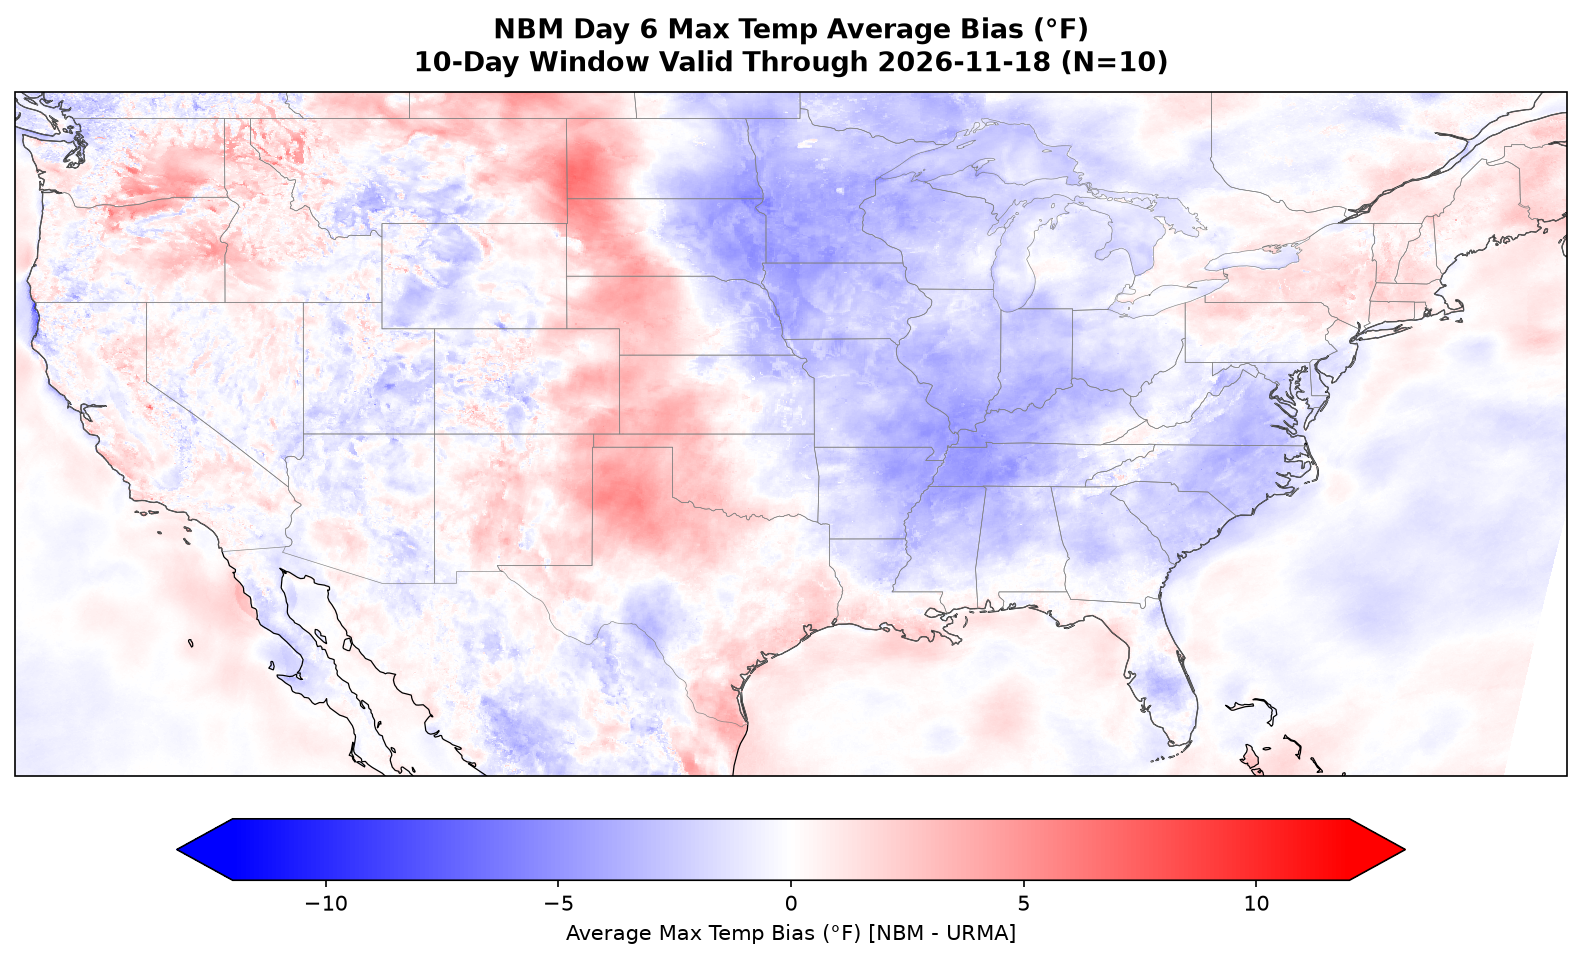 NBM Day 6 Max Temp Average Bias (°F)
10-Day Window Valid Through 2026-11-18 (N=10)
−10 −5 0 5 10
Average Max Temp Bias (°F) [NBM - URMA]